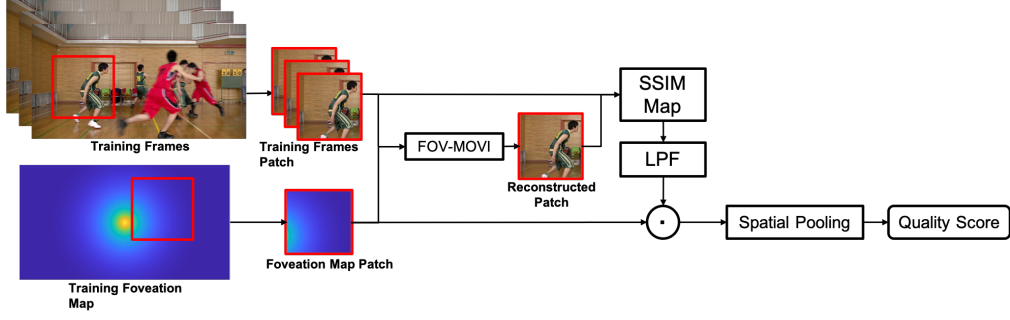 Training Frames
Training Frames
Patch
FOV-MOVI
Reconstructed
Patch
SSIM
Map
LPF
Training Foveation
Map
Foveation Map Patch
Spatial Pooling
Quality Score